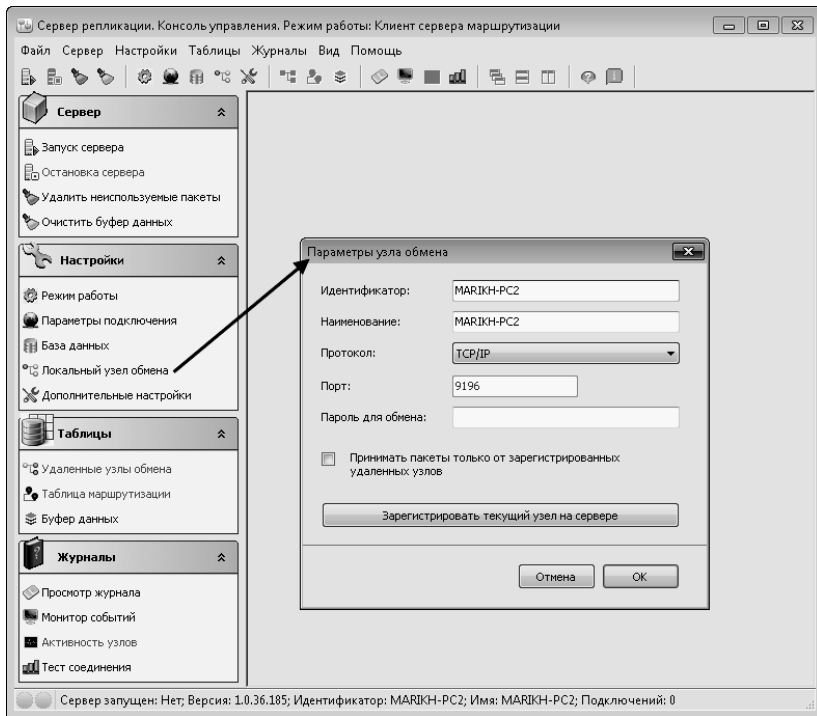 Сервер репликации. Консоль управления. Режим работы: Клиент сервера маршрутизации
Файл Сервер Настройки Таблицы Журналы Вид Помощь
Сервер
Запуск сервера
Остановка сервера
Удалить неиспользуемые пакеты
Очистить буфер данных
Настройки
Режим работы
Параметры подключения
База данных
Локальный узел обмена
Дополнительные настройки
Таблицы
Удаленные узлы обмена
Таблица маршрутизации
Буфер данных
Журналы
Просмотр журнала
Монитор событий
Активность узлов
Тест соединения
Параметры узла обмена
Идентификатор: MARIKH-PC2
Наименование: MARIKH-PC2
Протокол: TCP/IP
Порт: 9196
Пароль для обмена:
Принимать пакеты только от зарегистрированных
удаленных узлов
Зарегистрировать текущий узел на сервере
Отмена OK
Сервер запущен: Нет; Версия: 1.0.36.185; Идентификатор: MARIKH-PC2; Имя: MARIKH-PC2; Подключений: 0